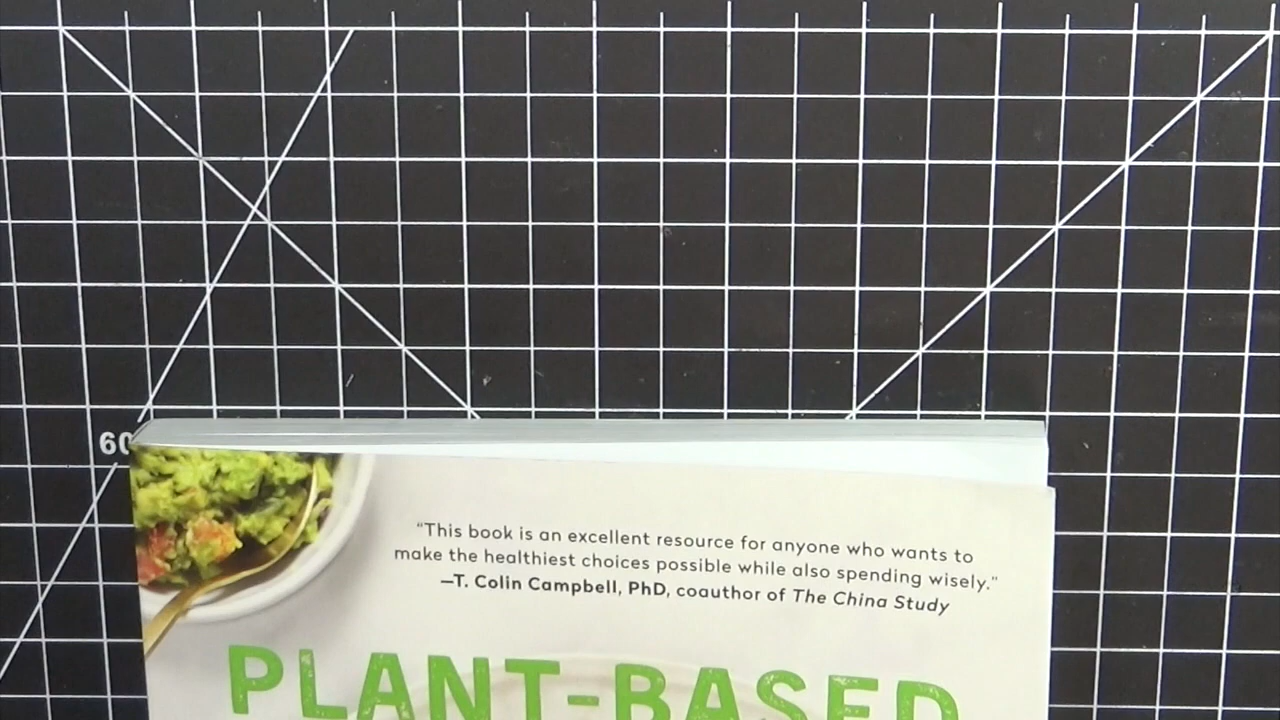 60
“This book is an excellent resource for anyone who wants to
make the healthiest choices possible while also spending wisely.”
—T. Colin Campbell, PhD, coauthor of The China Study
PLANT-BASED